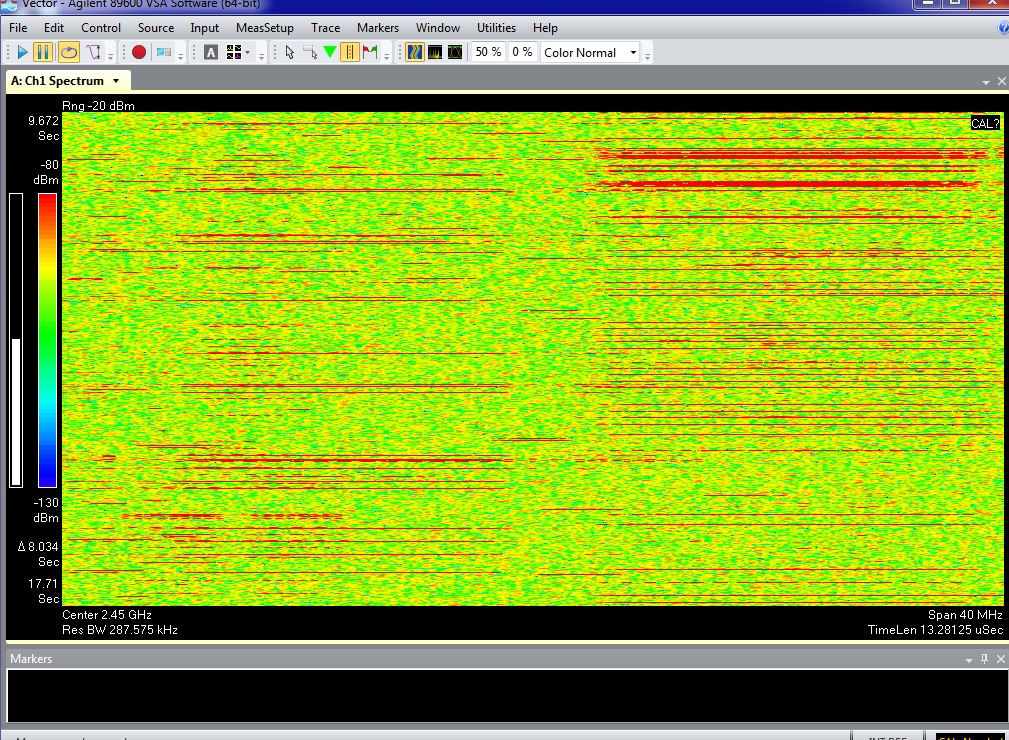 Vector - Agilent 89600 VSA Software (64-bit)
File Edit Control Source Input MeasSetup Trace Markers Window Utilities Help
A 50 % 0 % Color Normal
A: Ch1 Spectrum
Rng -20 dBm
9.672
Sec
CAL?
-80
dBm
-130
dBm
Δ 8.034
Sec
17.71
Sec
Center 2.45 GHz
Span 40 MHz
Res BW 287.575 kHz
TimeLen 13.28125 uSec
Markers